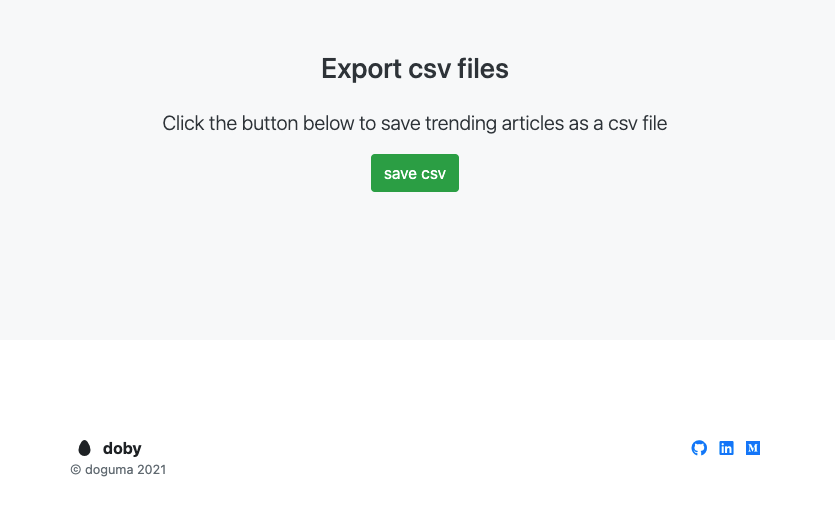 Export csv files
Click the button below to save trending articles as a csv file
save csv
doby
© doguma 2021